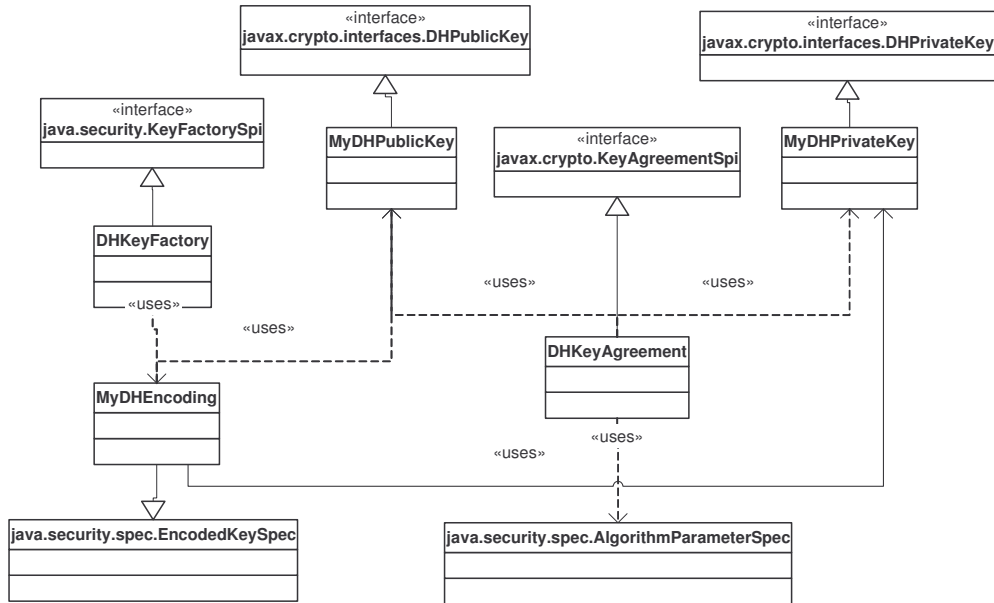 «interface»
javax.crypto.interfaces.DHPublicKey
«interface»
javax.crypto.interfaces.DHPrivateKey
«interface»
java.security.KeyFactorySpi
MyDHPublicKey
«interface»
javax.crypto.KeyAgreementSpi
MyDHPrivateKey
DHKeyFactory
«uses»
«uses»
«uses»
«uses»
DHKeyAgreement
MyDHEncoding
«uses»
«uses»
java.security.spec.EncodedKeySpec
java.security.spec.AlgorithmParameterSpec